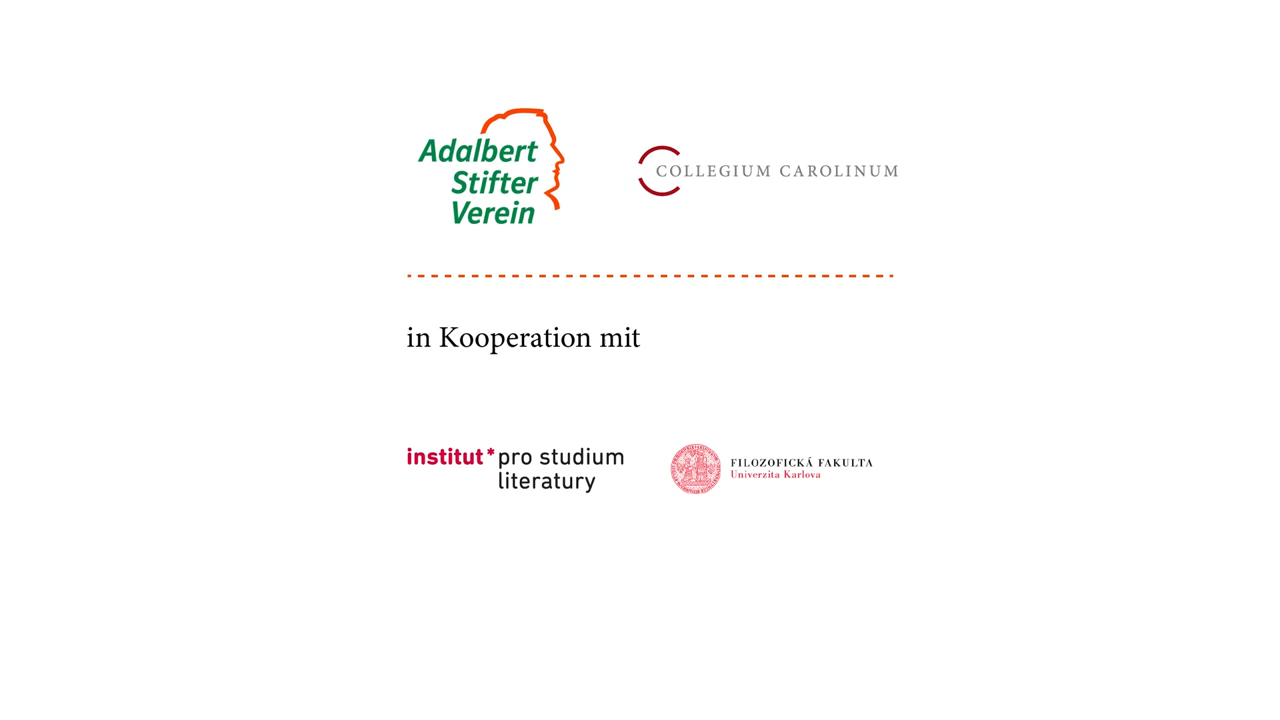 Adalbert
Stifter
Verein
COLLEGIUM CAROLINUM
in Kooperation mit
institut*pro studium
literatury
FILOZOFICKÁ FAKULTA
Univerzita Karlova